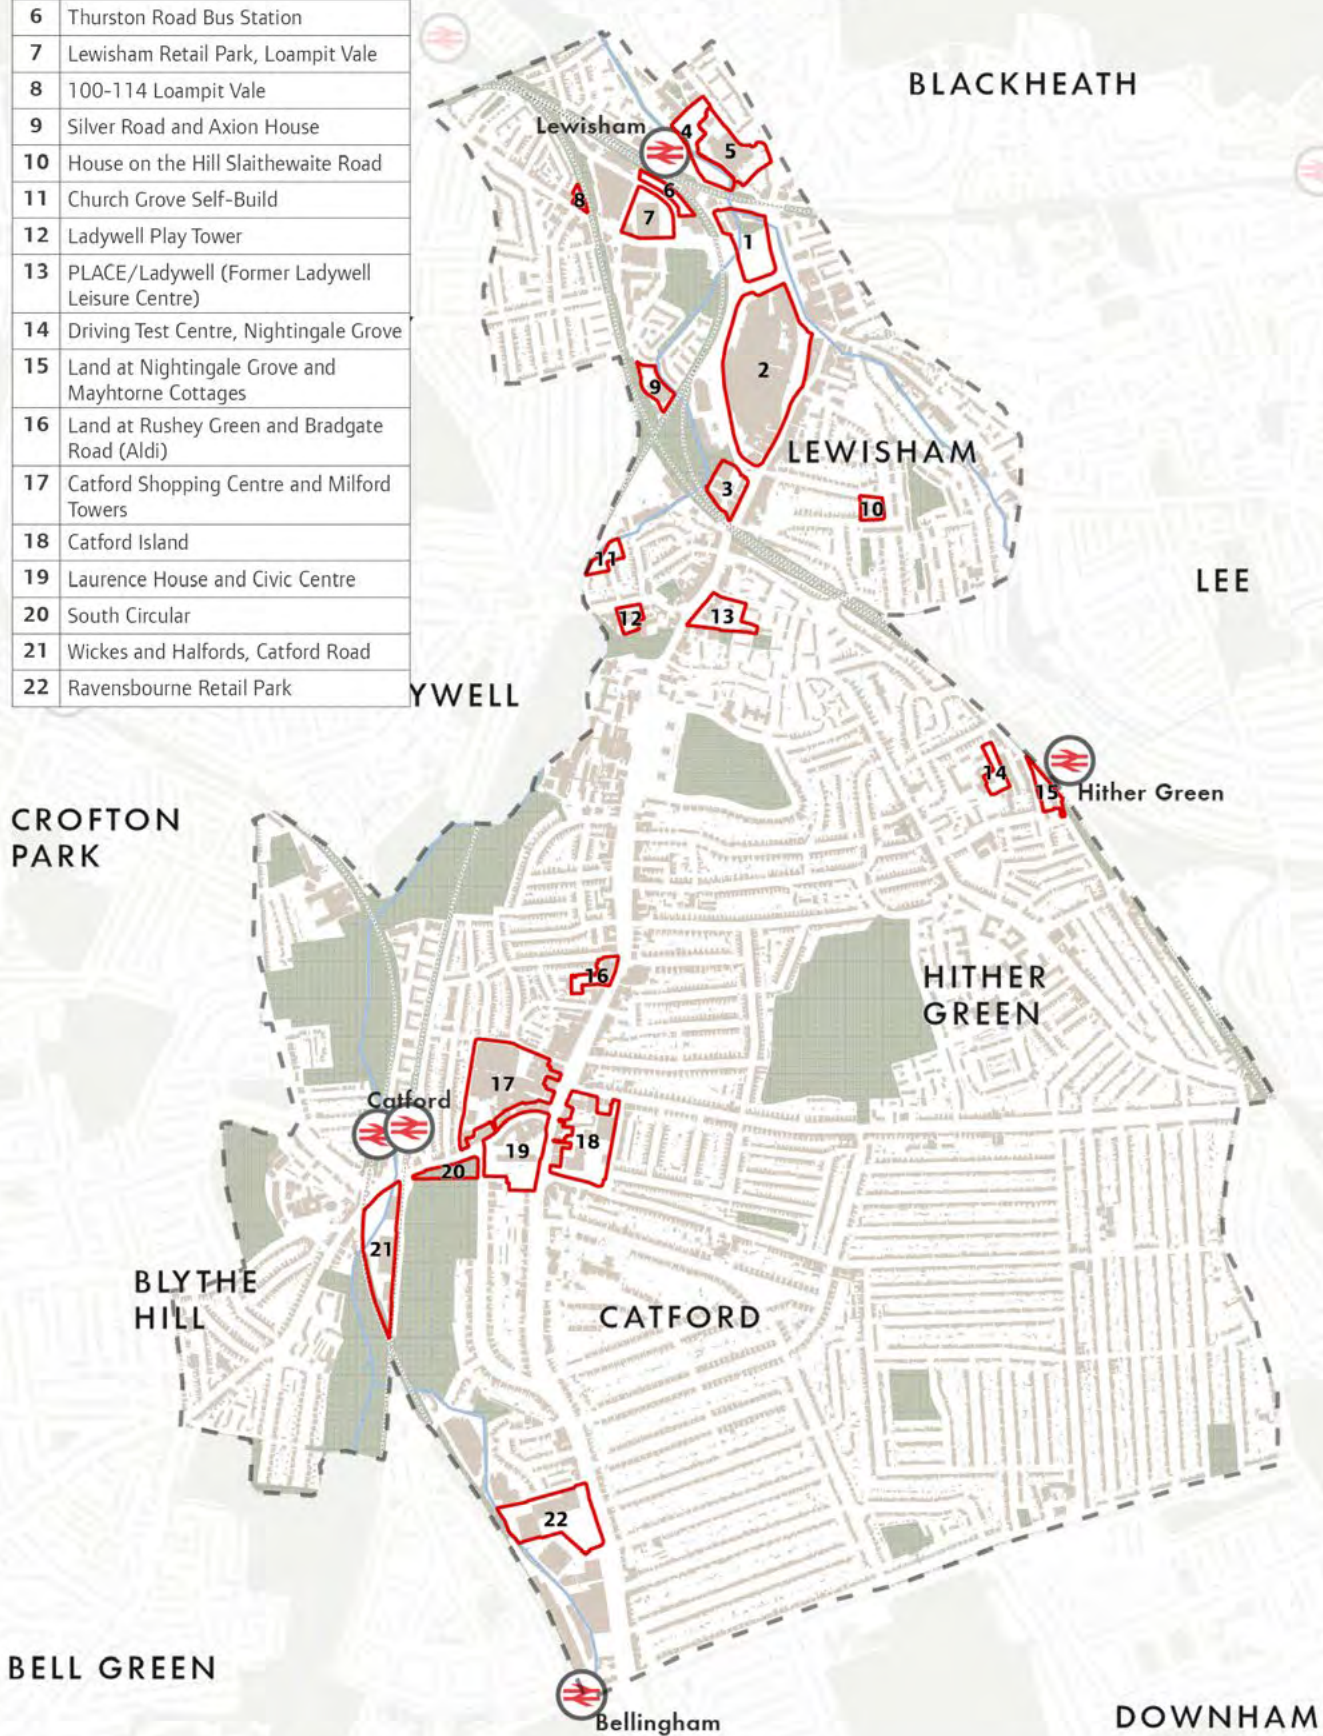 6 Thurston Road Bus Station
7 Lewisham Retail Park, Loampit Vale
8 100-114 Loampit Vale
9 Silver Road and Axion House
10 House on the Hill Slaithewaite Road
11 Church Grove Self-Build
12 Ladywell Play Tower
13 PLACE/Ladywell (Former Ladywell
Leisure Centre)
14 Driving Test Centre, Nightingale Grove
15 Land at Nightingale Grove and
Mayhtorne Cottages
16 Land at Rushey Green and Bradgate
Road (Aldi)
17 Catford Shopping Centre and Milford
Towers
18 Catford Island
19 Laurence House and Civic Centre
20 South Circular
21 Wickes and Halfords, Catford Road
22 Ravensbourne Retail Park
BLACKHEATH
Lewisham
4
5
6
8
7
1
2
9
LEWISHAM
3
10
11
LEE
12
13
YWELL
14
15
Hither Green
CROFTON
PARK
16
HITHER
GREEN
17
Catford
18
19
20
21
BLYTHE
HILL
CATFORD
22
BELL GREEN
Bellingham
DOWNHAM